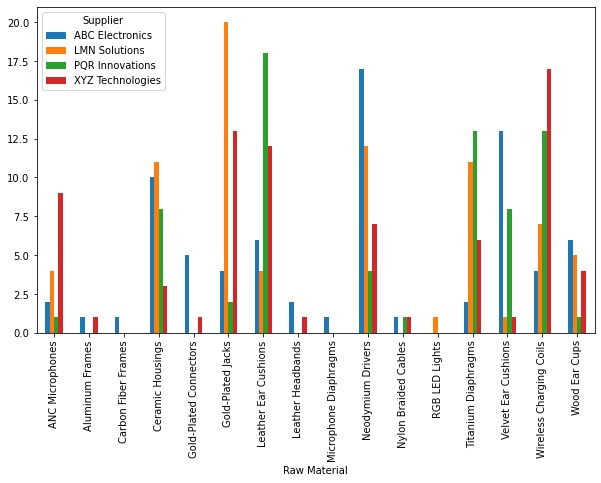 Supplier
ABC Electronics
LMN Solutions
PQR Innovations
XYZ Technologies
20.0
17.5
15.0
12.5
10.0
7.5
5.0
2.5
0.0
ANC Microphones
Aluminum Frames
Carbon Fiber Frames
Ceramic Housings
Gold-Plated Connectors
Gold-Plated Jacks
Leather Ear Cushions
Leather Headbands
Microphone Diaphragms
Neodymium Drivers
Nylon Braided Cables
RGB LED Lights
Titanium Diaphragms
Velvet Ear Cushions
Wireless Charging Coils
Wood Ear Cups
Raw Material